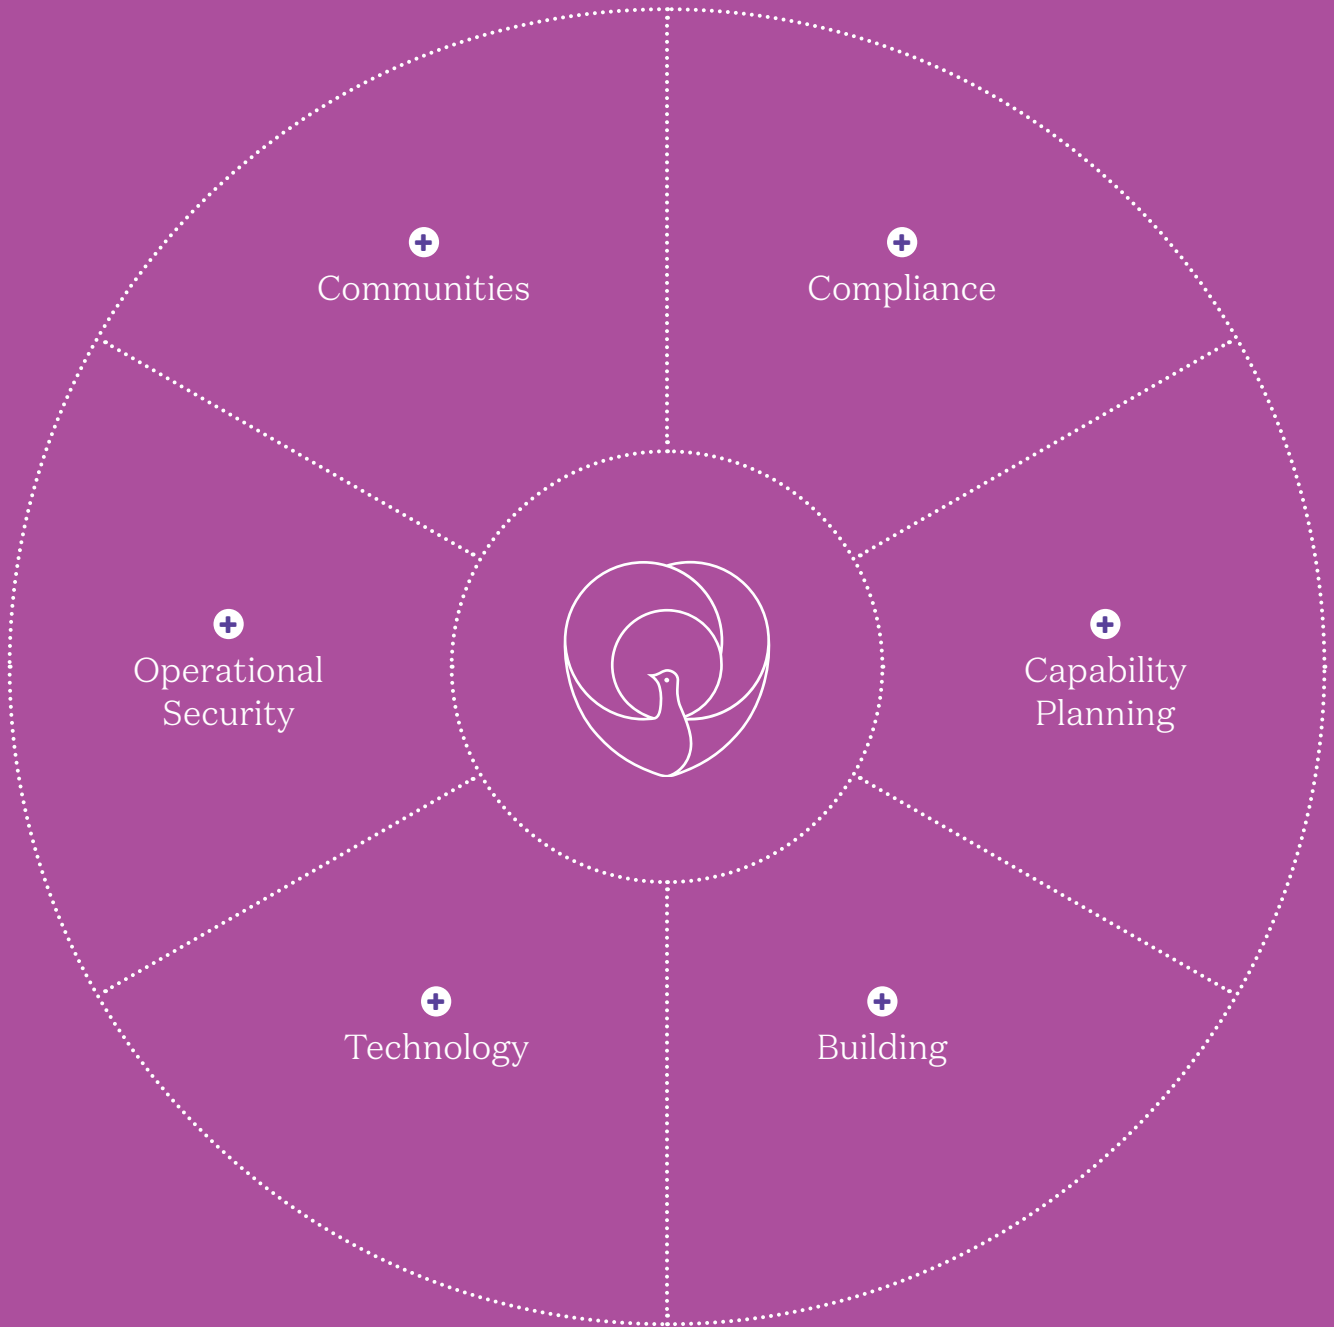 Communities
Compliance
Operational
Security
Capability
Planning
Technology
Building